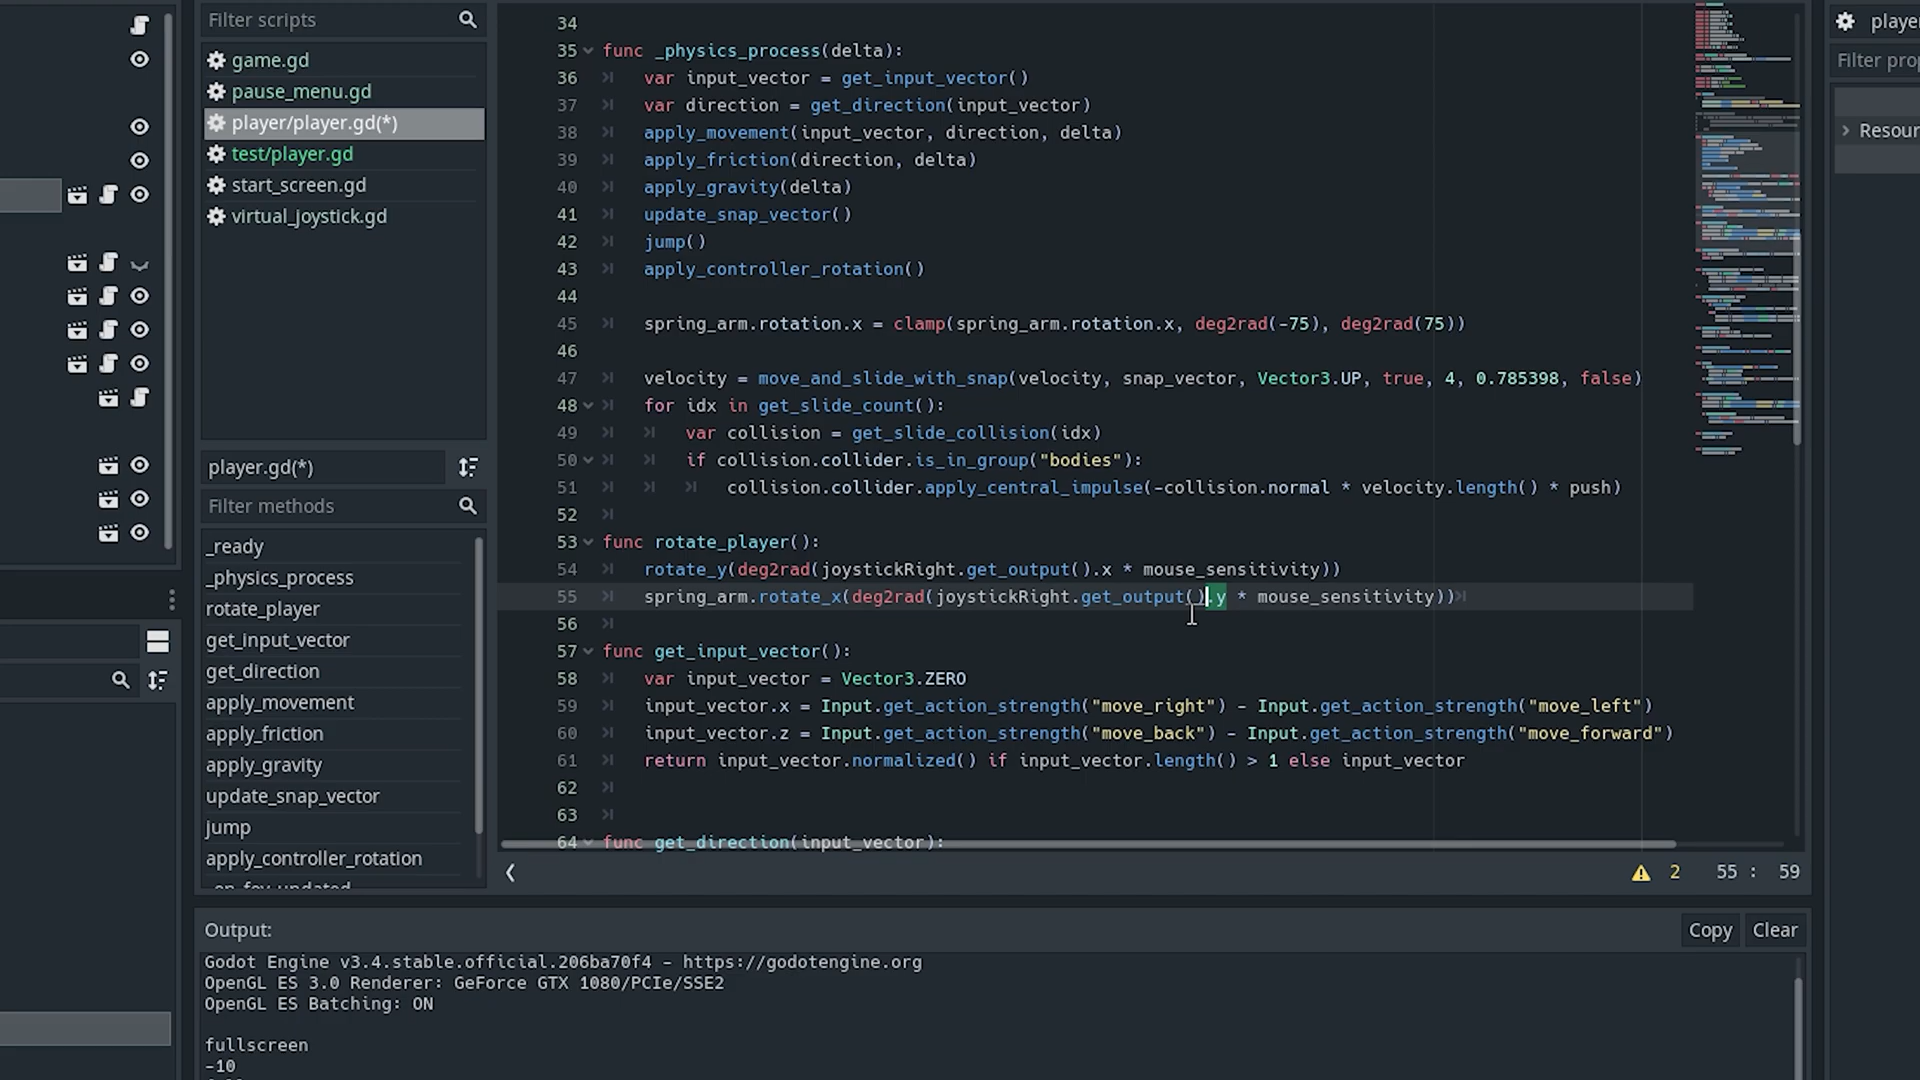 Filter scripts
game.gd
pause_menu.gd
player/player.gd(*)
test/player.gd
start_screen.gd
virtual_joystick.gd
player.gd(*)
Filter methods
_ready
_physics_process
rotate_player
get_input_vector
get_direction
apply_movement
apply_friction
apply_gravity
update_snap_vector
jump
apply_controller_rotation
_on_fov_updated
34
35 func _physics_process(delta):
36 var input_vector = get_input_vector()
37 var direction = get_direction(input_vector)
38 apply_movement(input_vector, direction, delta)
39 apply_friction(direction, delta)
40 apply_gravity(delta)
41 update_snap_vector()
42 jump()
43 apply_controller_rotation()
44
45 spring_arm.rotation.x = clamp(spring_arm.rotation.x, deg2rad(-75), deg2rad(75))
46
47 velocity = move_and_slide_with_snap(velocity, snap_vector, Vector3.UP, true, 4, 0.785398, false)
48 for idx in get_slide_count():
49 var collision = get_slide_collision(idx)
50 if collision.collider.is_in_group("bodies"):
51 collision.collider.apply_central_impulse(-collision.normal * velocity.length() * push)
52
53 func rotate_player():
54 rotate_y(deg2rad(joystickRight.get_output().x * mouse_sensitivity))
55 spring_arm.rotate_x(deg2rad(joystickRight.get_output().y * mouse_sensitivity))
56
57 func get_input_vector():
58 var input_vector = Vector3.ZERO
59 input_vector.x = Input.get_action_strength("move_right") - Input.get_action_strength("move_left")
60 input_vector.z = Input.get_action_strength("move_back") - Input.get_action_strength("move_forward")
61 return input_vector.normalized() if input_vector.length() > 1 else input_vector
62
63
64 func get_direction(input_vector):
2 55 : 59
Output:
Copy Clear
Godot Engine v3.4.stable.official.206ba70f4 - https://godotengine.org
OpenGL ES 3.0 Renderer: GeForce GTX 1080/PCIe/SSE2
OpenGL ES Batching: ON
fullscreen
-10
playe
Filter prop
Resour